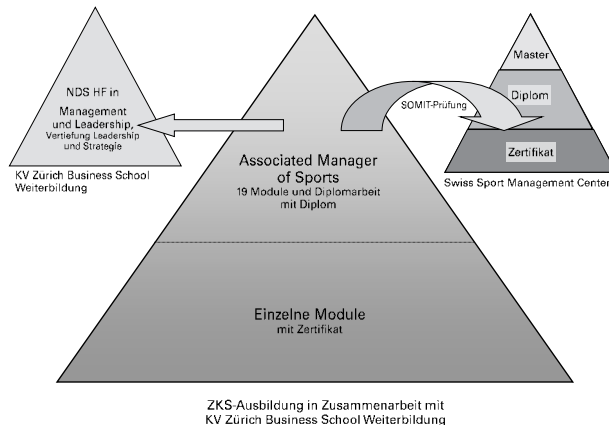 NDS HF in
Management
und Leadership,
Vertiefung Leadership
und Strategie
KV Zürich Business School
Weiterbildung
Associated Manager
of Sports
19 Module und Diplomarbeit
mit Diplom
Einzelne Module
mit Zertifikat
SOMIT-Prüfung
Master
Diplom
Zertifikat
Swiss Sport Management Center
ZKS-Ausbildung in Zusammenarbeit mit
KV Zürich Business School Weiterbildung